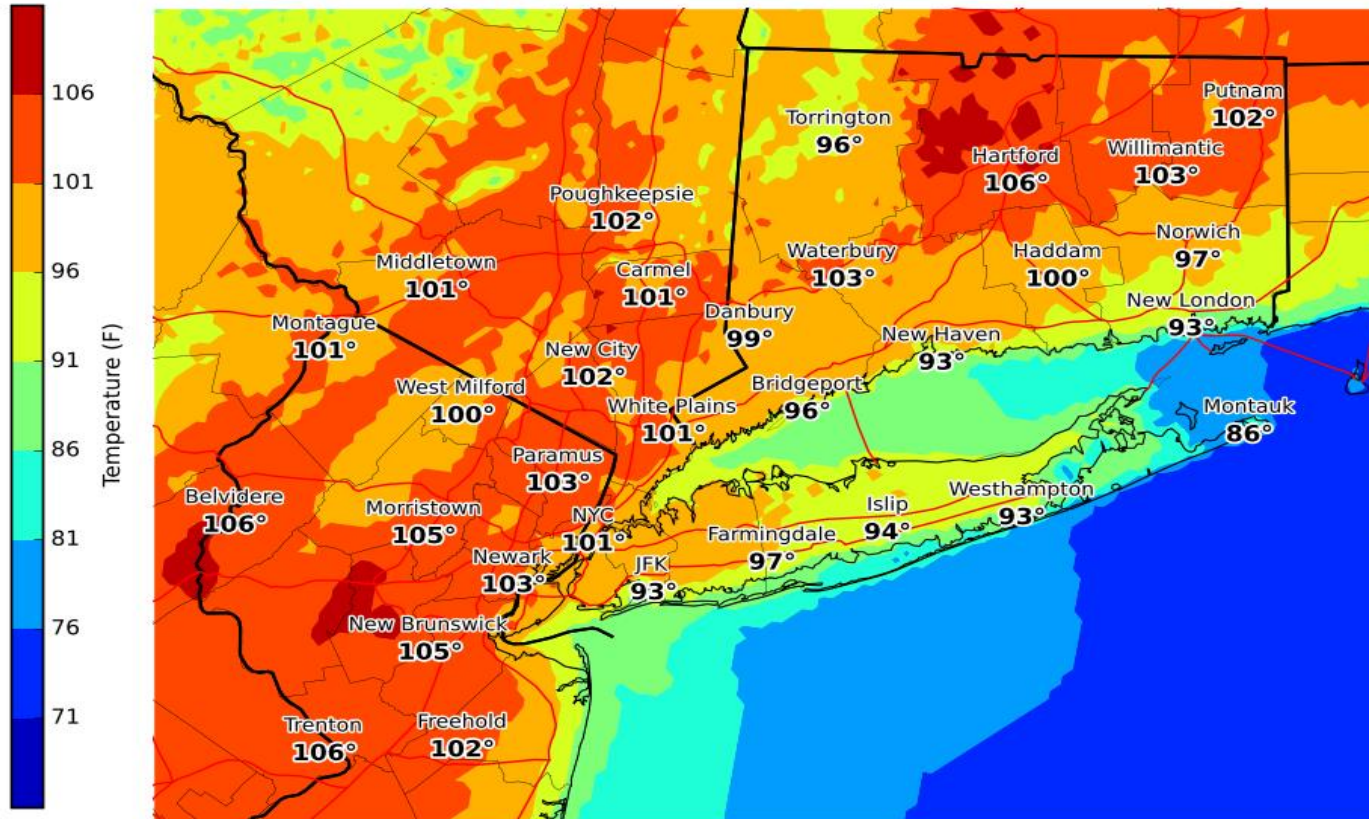 106
101
96
91
86
81
76
71
Temperature (F)
Putnam
102°
Torrington
96°
Willimantic
103°
Hartford
106°
Poughkeepsie
102°
Norwich
97°
Waterbury
103°
Haddam
100°
Middletown
101°
Carmel
101°
New London
93°
Danbury
99°
Montague
101°
New Haven
93°
New City
102°
West Milford
100°
Bridgeport
96°
White Plains
101°
Montauk
86°
Paramus
103°
Belvidere
106°
Morristown
105°
NYC
101°
Westhampton
93°
Islip
94°
Farmingdale
97°
Newark
103°
JFK
93°
New Brunswick
105°
Trenton
106°
Freehold
102°